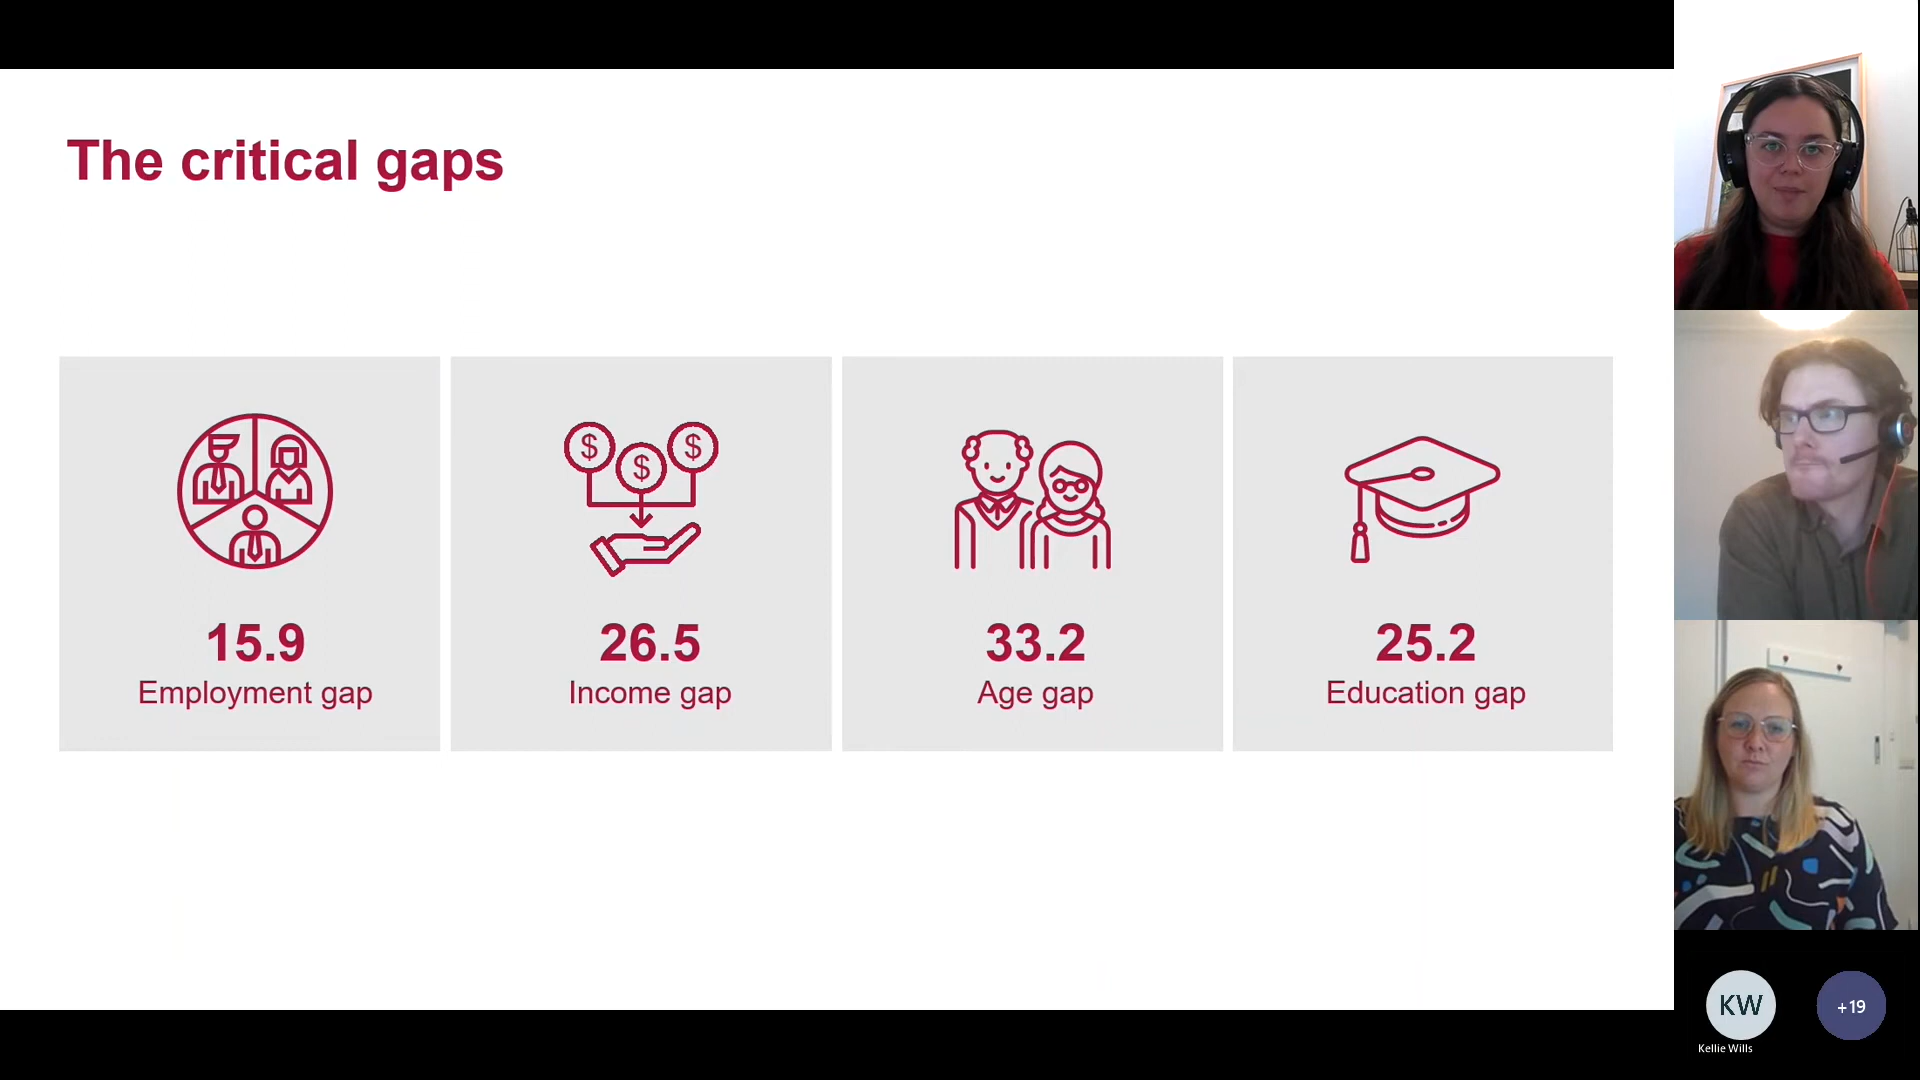 The critical gaps
$ $ $
15.9
Employment gap
26.5
Income gap
33.2
Age gap
25.2
Education gap
KW
Kellie Wills
+19